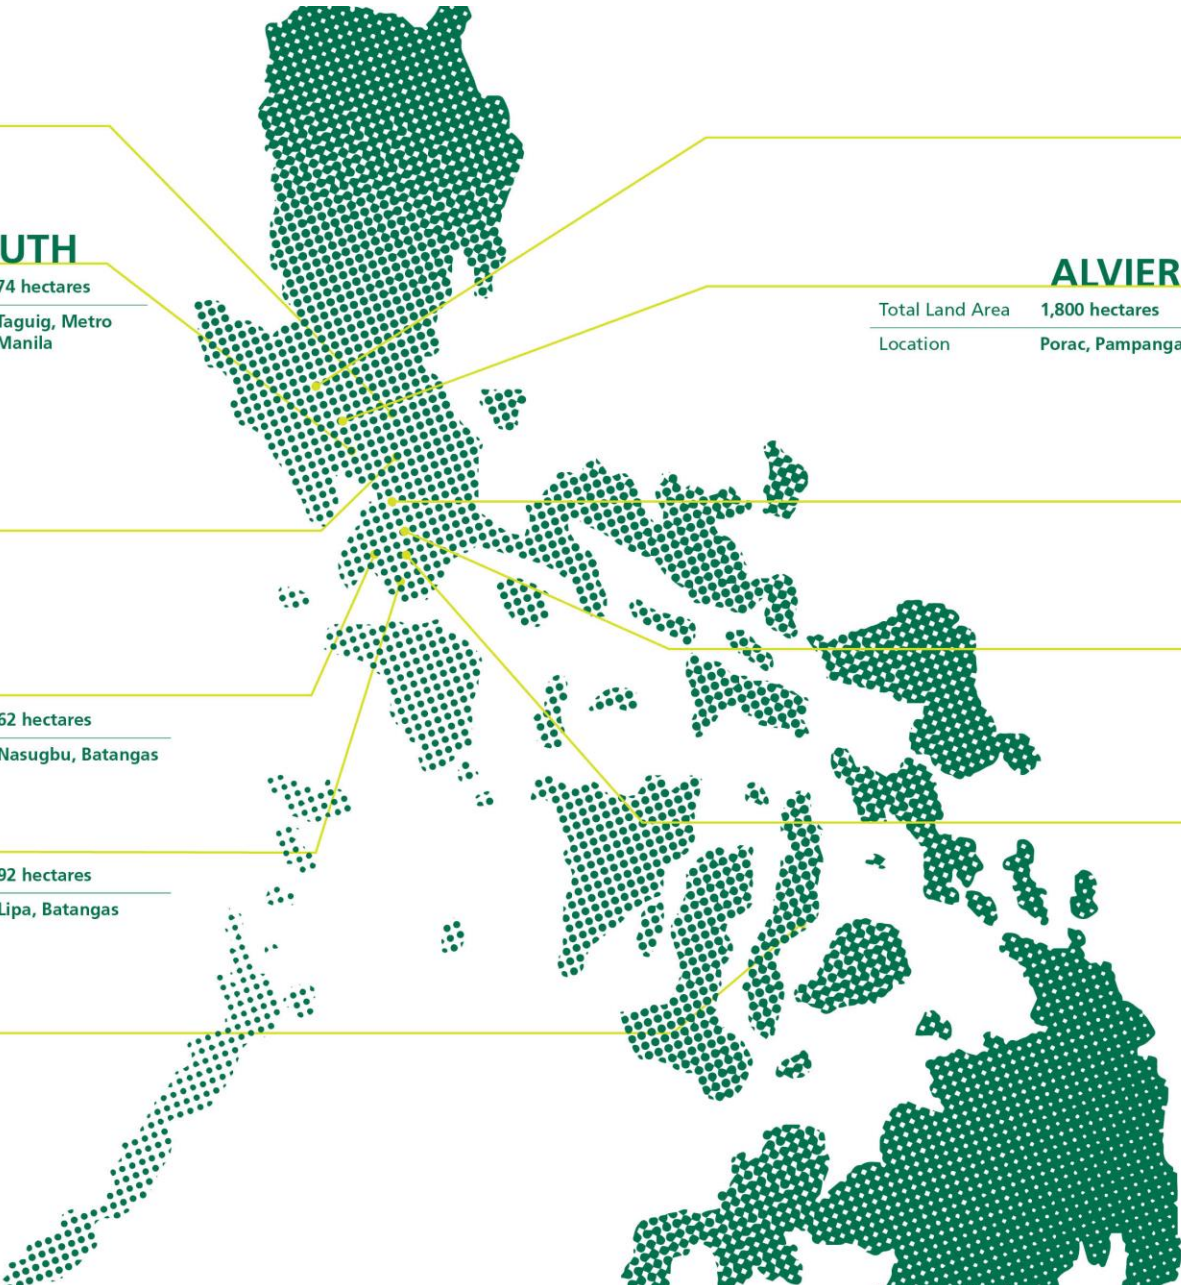 UTH
74 hectares
Taguig, Metro
Manila
ALVIER
Total Land Area 1,800 hectares
Location Porac, Pampanga
62 hectares
Nasugbu, Batangas
92 hectares
Lipa, Batangas